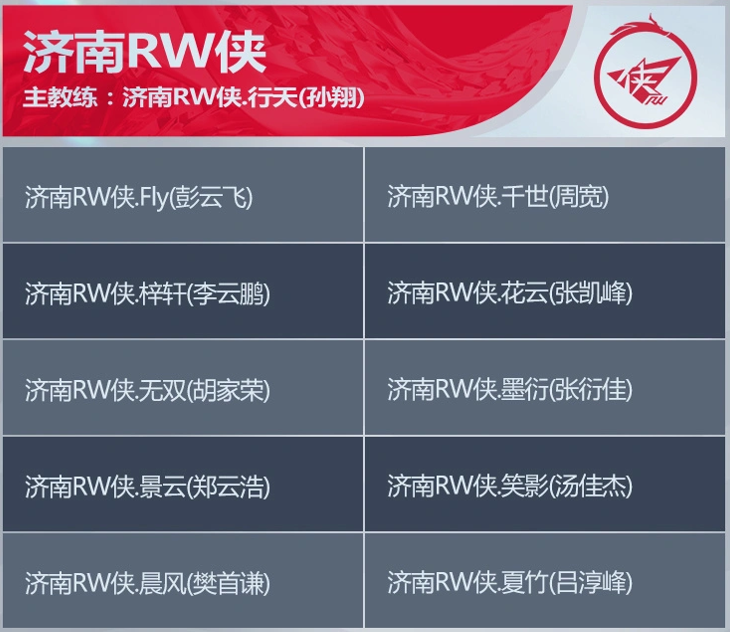 济南RW侠
主教练：济南RW侠.行天(孙翔)
侠
RW
济南RW侠.Fly(彭云飞)
济南RW侠.千世(周宽)
济南RW侠.梓轩(李云鹏)
济南RW侠.花云(张凯峰)
济南RW侠.无双(胡家荣)
济南RW侠.墨衍(张衍佳)
济南RW侠.景云(郑云浩)
济南RW侠.笑影(汤佳杰)
济南RW侠.晨风(樊首谦)
济南RW侠.夏竹(吕淳峰)